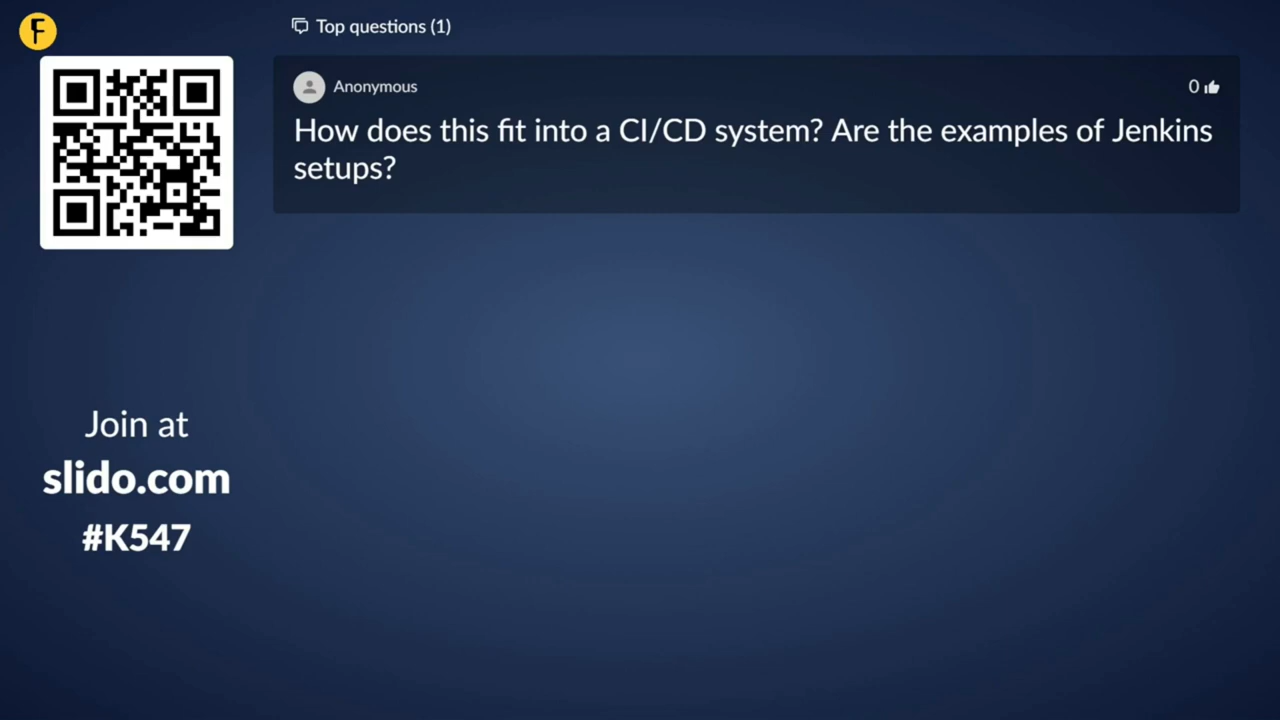 F
Top questions (1)
Anonymous
0
How does this fit into a CI/CD system? Are the examples of Jenkins
setups?
Join at
slido.com
#K547